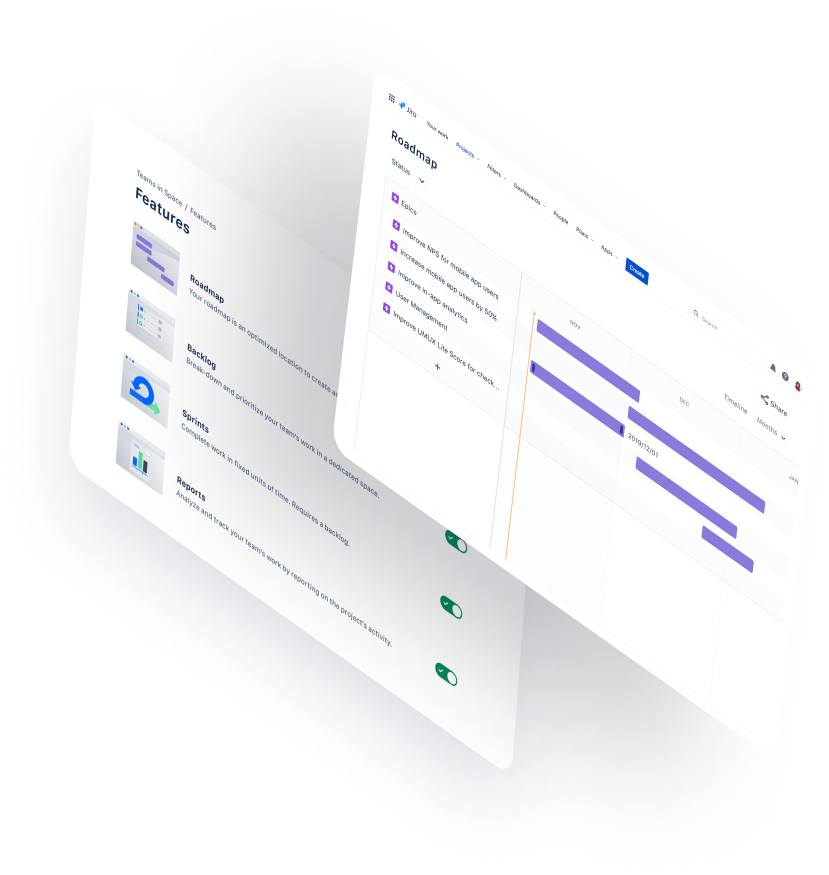 Teams in Space / Features
Features
Roadmap
Your roadmap is an optimized location to create an
Backlog
Break-down and prioritize your team's work in a dedicated space.
Sprints
Complete work in fixed units of time. Requires a backlog.
Reports
Analyze and track your team's work by reporting on the project's activity.
Jira
Your work
Projects
Filters
Dashboards
People
Plans
Apps
Create
Search
Roadmap
Share
Status
Timeline
Months
Epics
NOV
DEC
JAN
Improve NPS for mobile app users
Increase mobile app users by 50%
Improve in-app analytics
User Management
Improve UMUX Lite Score for check...
2019/12/01
+